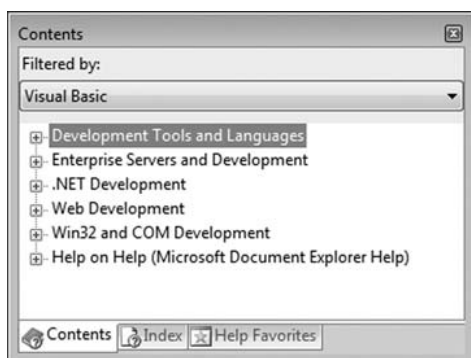 Contents
Filtered by:
Visual Basic
Development Tools and Languages
Enterprise Servers and Development
.NET Development
Web Development
Win32 and COM Development
Help on Help (Microsoft Document Explorer Help)
Contents Index Help Favorites